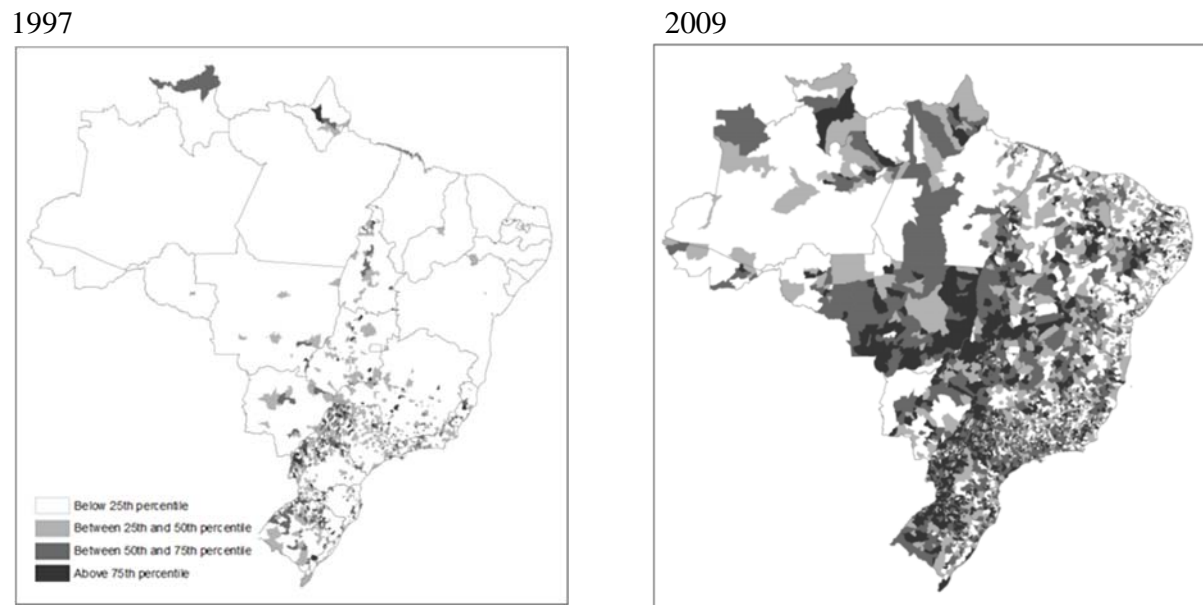 1997
2009
Below 25th percentile
Between 25th and 50th percentile
Between 50th and 75th percentile
Above 75th percentile